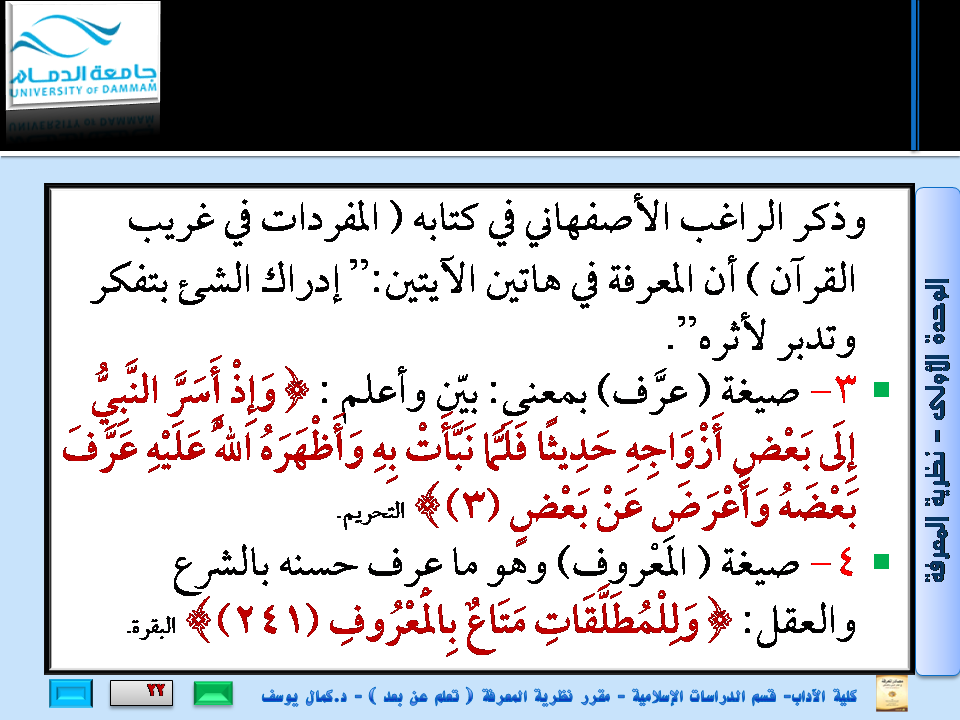 جامعة الدمام
UNIVERSITY OF DAMMAM
وذكر الراغب الأصفهاني في كتابه ( المفردات في غريب
القرآن ) أن المعرفة في هاتين الآيتين:” إدراك الشئ بتفكر
وتدبر لأثره”.
٣- صيغة ( عرَّف) بمعنى: بيّن وأعلم : ﴿ وَإِذْ أَسَرَّ النَّبِيُّ
إِلَى بَعْضِ أَزْوَاجِهِ حَدِيثًا فَلَمَّا نَبَّأَتْ بِهِ وَأَظْهَرَهُ اللَّهُ عَلَيْهِ عَرَّفَ
بَعْضَهُ وَأَعْرَضَ عَنْ بَعْضٍ (٣)﴾ التحريم.
٤- صيغة ( المَعْروف) وهو ما عرف حسنه بالشرع
والعقل: ﴿ وَلِلْمُطَلَّقَاتِ مَتَاعٌ بِالْمَعْرُوفِ (٢٤١)﴾ البقرة.
الوحدة الأولى - نظرية المعرفة
كلية الآداب- قسم الدراسات الإسلامية - مقرر نظرية المعرفة ( تعلم عن بعد ) - د.كمال يوسف
٢٢